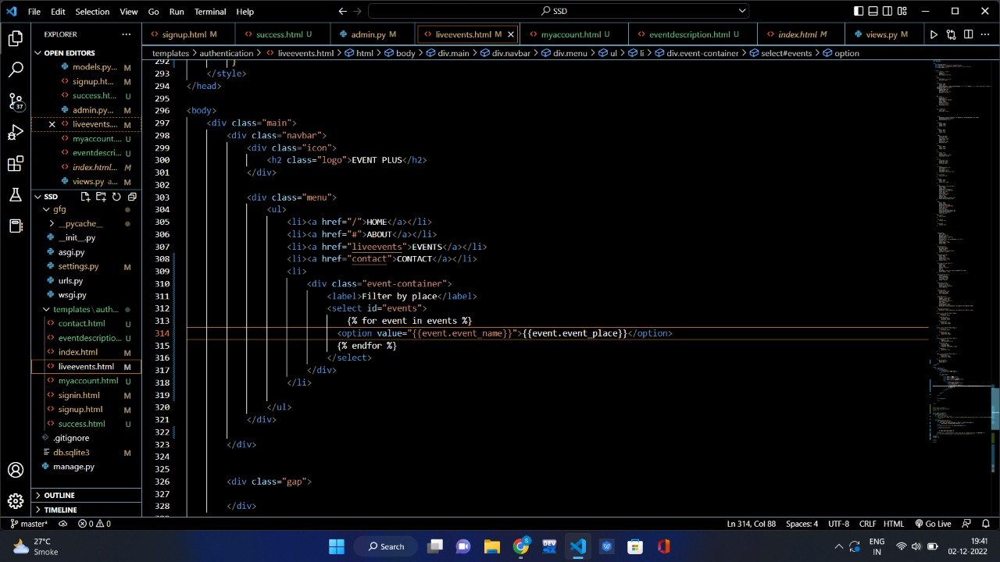 File Edit Selection View Go Run Terminal Help
SSD
EXPLORER
signup.html M
success.html U
admin.py M
liveevents.html M
myaccount.html U
eventdescription.html U
index.html M
views.py M
templates > authentication > liveevents.html > html > body > div.main > div.navbar > div.menu > ul > li > div.event-container > select#events > option
OPEN EDITORS
models.py... M
signup.ht... M
success.ht... U
admin.py... M
liveevents.... M
myaccount.... U
eventdescri... U
index.html... M
views.py a... M
SSD
gfg
__pycache__
__init__.py
asgi.py
settings.py M
urls.py
wsgi.py
templates \ auth...
contact.html U
eventdescriptio... U
index.html M
liveevents.html M
myaccount.html U
signin.html M
signup.html M
success.html U
.gitignore
db.sqlite3 M
manage.py
OUTLINE
TIMELINE
37
292 }
293 </style>
294 </head>
295
296 <body>
297 <div class="main">
298 <div class="navbar">
299 <div class="icon">
300 <h2 class="logo">EVENT PLUS</h2>
301 </div>
302
303 <div class="menu">
304 <ul>
305 <li><a href="/">HOME</a></li>
306 <li><a href="#">ABOUT</a></li>
307 <li><a href="liveevents">EVENTS</a></li>
308 <li><a href="contact">CONTACT</a></li>
309 <li>
310 <div class="event-container">
311 <label>Filter by place</label>
312 <select id="events">
313 {% for event in events %}
314 <option value="{{event.event_name}}">{{event.event_place}}</option>
315 {% endfor %}
316 <select>
317 </div>
318 </li>
319
320 </ul>
321 </div>
322
323 </div>
324
325
326 <div class="gap">
327
328 </div>
master* 0 0
Ln 314, Col 88 Spaces: 4 UTF-8 CRLF HTML Go Live
27°C
Smoke
Search
DEV
ENG
IN
19:41
02-12-2022